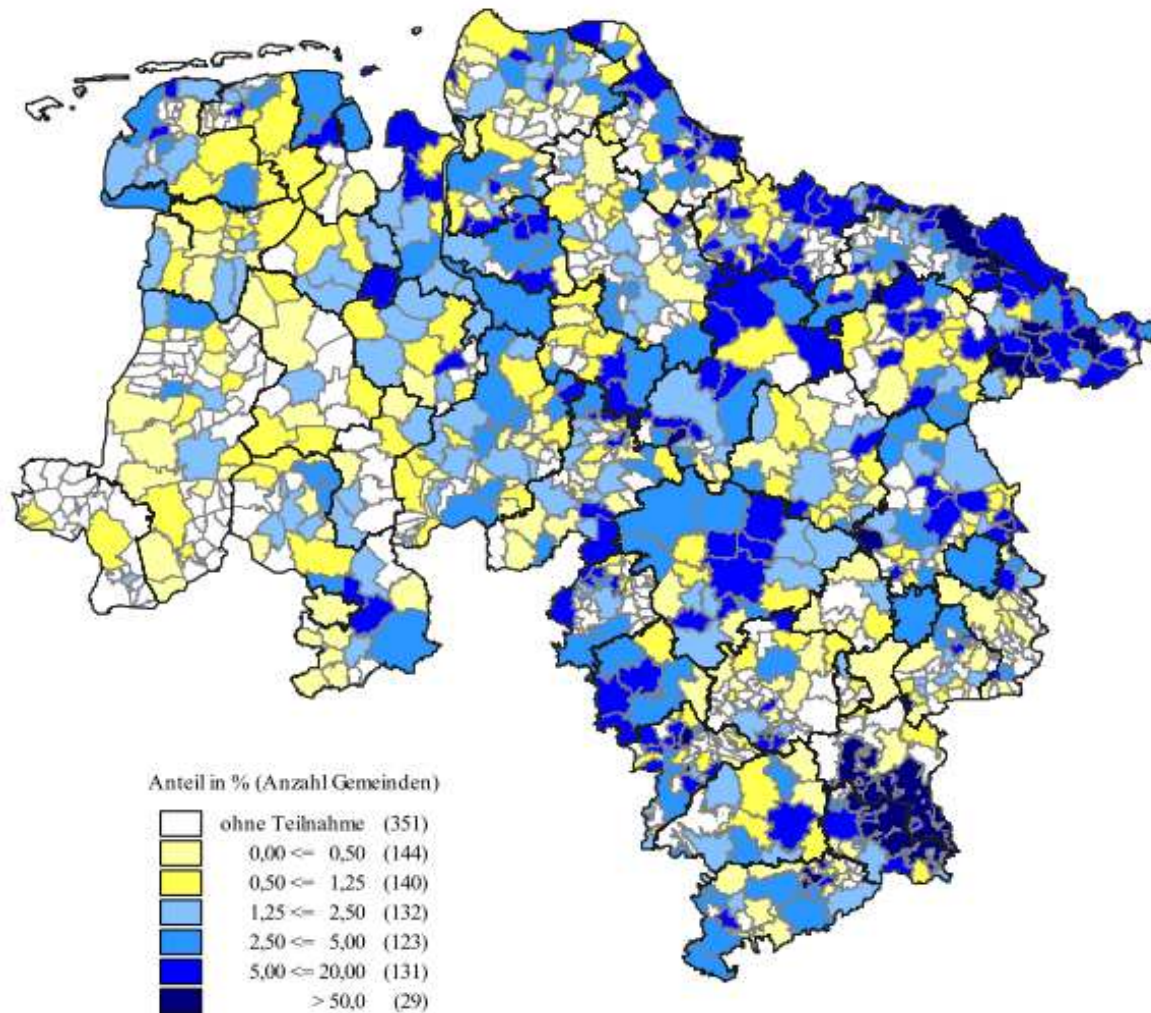 Anteil in % (Anzahl Gemeinden)
ohne Teilnahme (351)
0,00 <= 0,50 (144)
0,50 <= 1,25 (140)
1,25 <= 2,50 (132)
2,50 <= 5,00 (123)
5,00 <= 20,00 (131)
> 50,0 (29)